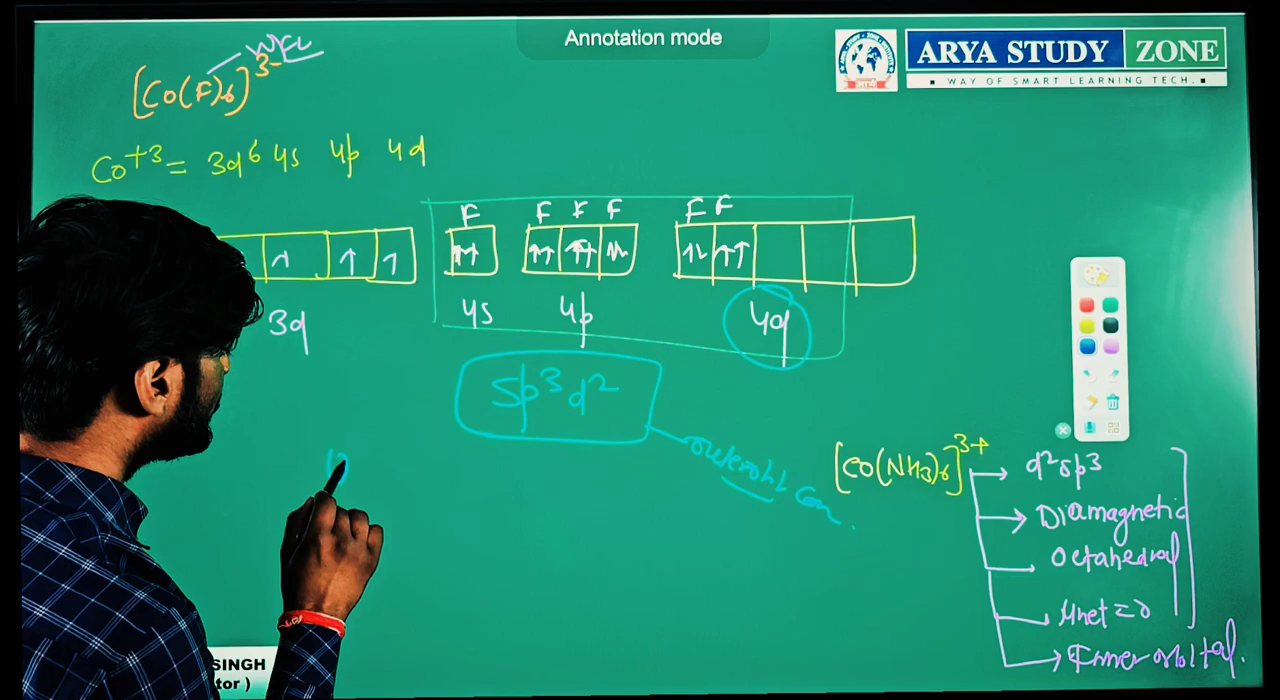 Annotation mode
ARYA STUDY ZONE
▪ WAY OF SMART LEARNING TECH. ▪
WFL
[Co(F)6]3-
Co+3 = 3d6 4s 4p 4d
F F F F F F
3d 4s 4p 4d
sp3d2
outer
[Co(NH3)6]3+
d2sp3
Diamagnetic
Octahedral
μnet = 0
Inner orbital.
SINGH
tor )